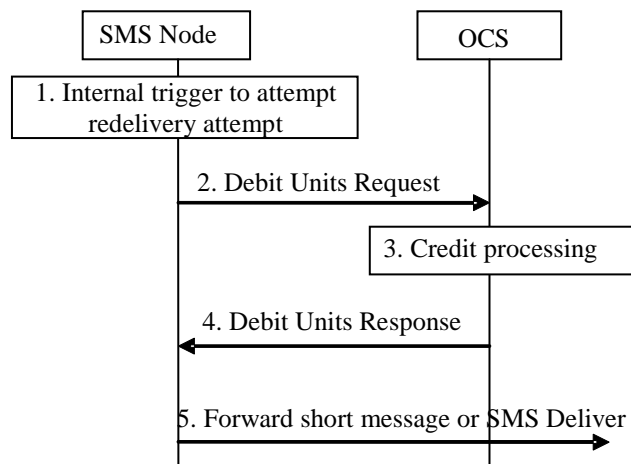 SMS Node
OCS
1. Internal trigger to attempt
redelivery attempt
2. Debit Units Request
3. Credit processing
4. Debit Units Response
5. Forward short message or SMS Deliver